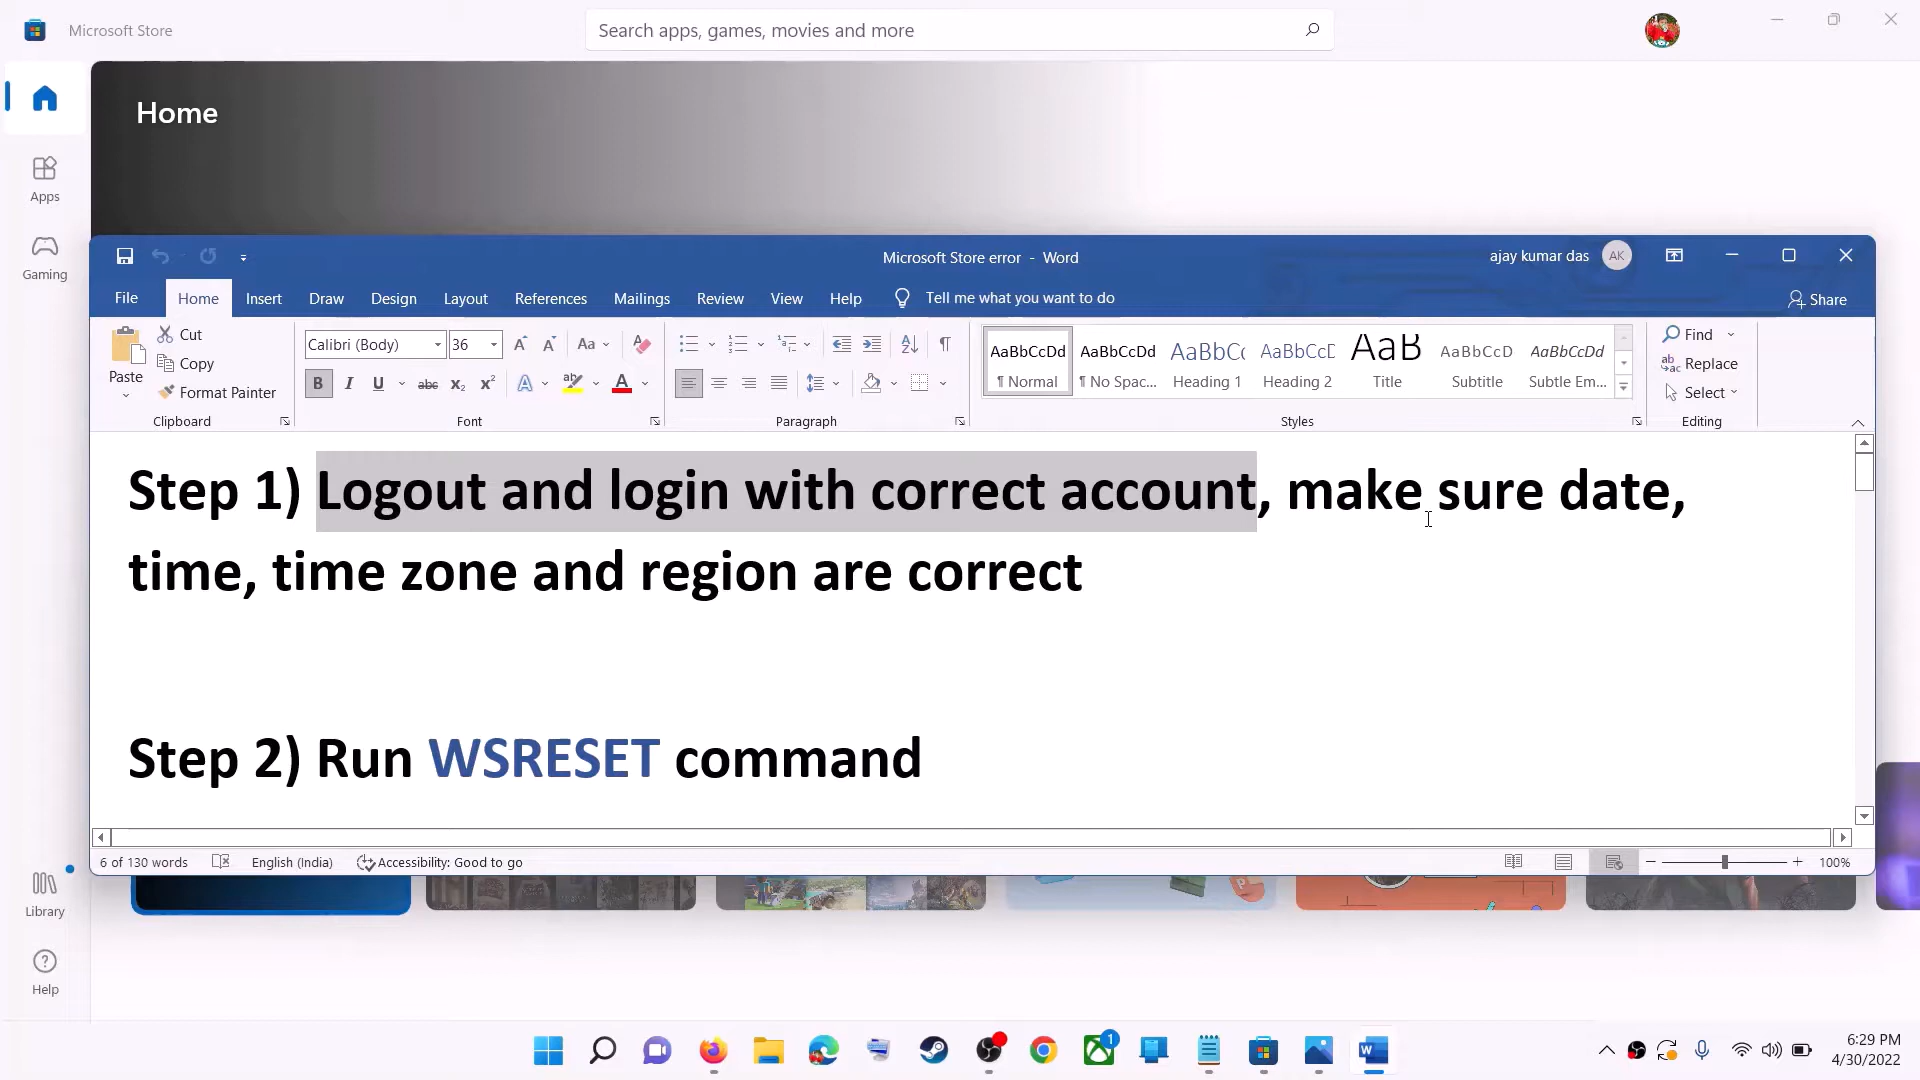 Microsoft Store
Search apps, games, movies and more
Home
Apps
Gaming
Library
Help
Microsoft Store error - Word
ajay kumar das
AK
File
Home
Insert
Draw
Design
Layout
References
Mailings
Review
View
Help
Tell me what you want to do
Share
Paste
Cut
Copy
Format Painter
Clipboard
Calibri (Body)
36
Font
Paragraph
AaBbCcDd
¶ Normal
AaBbCcDd
¶ No Spac...
AaBbCc
Heading 1
AaBbCcD
Heading 2
AaB
Title
AaBbCcD
Subtitle
AaBbCcDd
Subtle Em...
Styles
Find
Replace
Select
Editing
Step 1) Logout and login with correct account, make sure date,
time, time zone and region are correct
Step 2) Run WSRESET command
6 of 130 words
English (India)
Accessibility: Good to go
100%
1
6:29 PM
4/30/2022